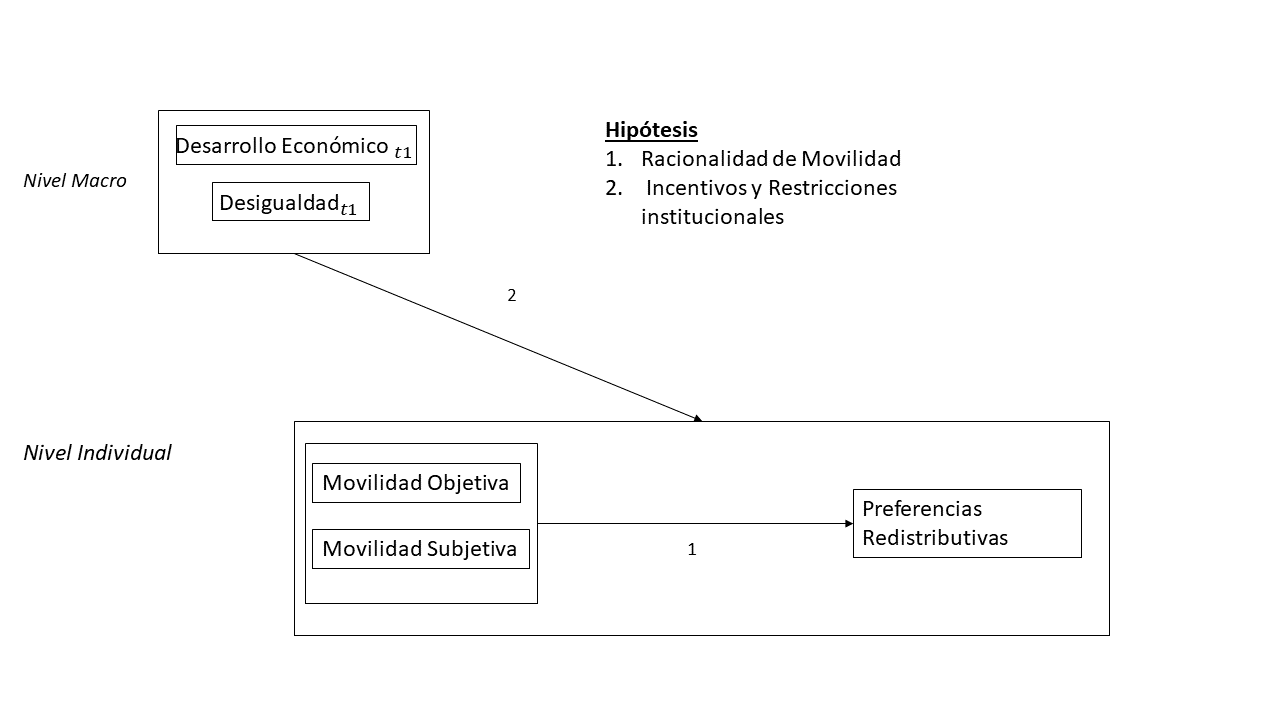 Desarrollo Económico t1
Nivel Macro
Desigualdad t1
Hipótesis
1. Racionalidad de Movilidad
2. Incentivos y Restricciones
institucionales
2
Nivel Individual
Movilidad Objetiva
Movilidad Subjetiva
1
Preferencias
Redistributivas